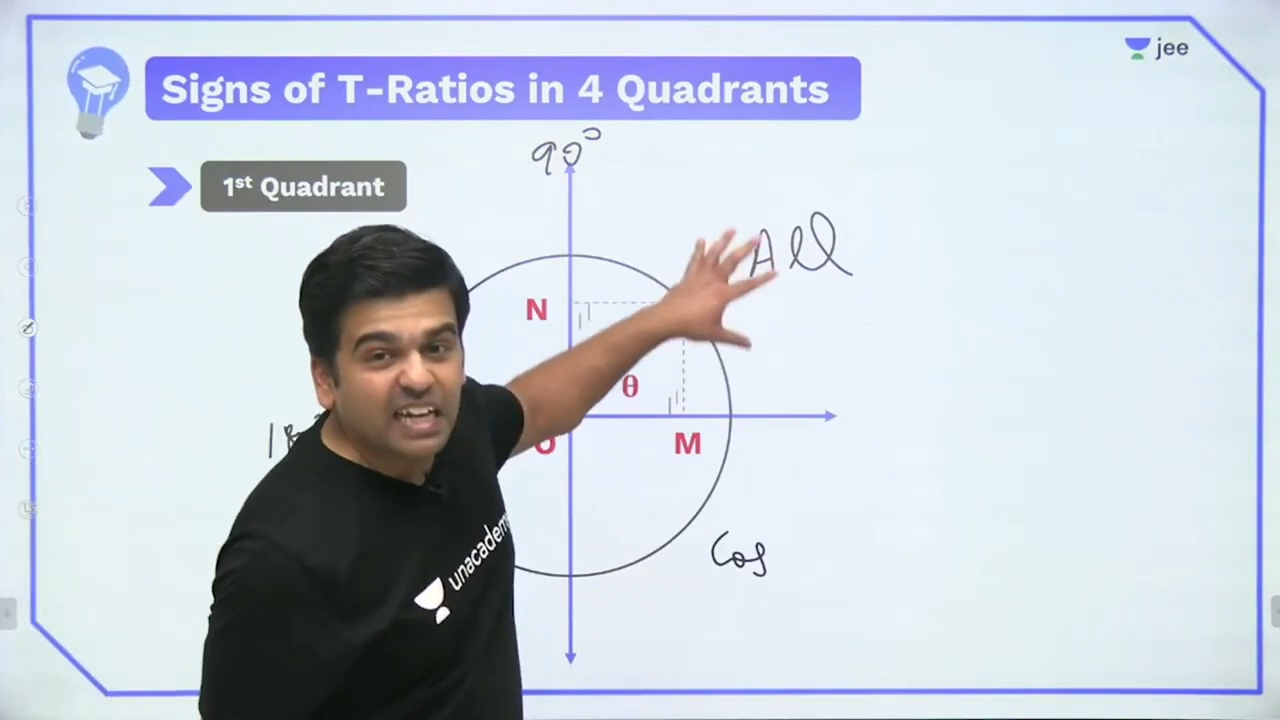 jee
Signs of T-Ratios in 4 Quadrants
90°
1st Quadrant
All
N
θ
M
Cos
unacademy